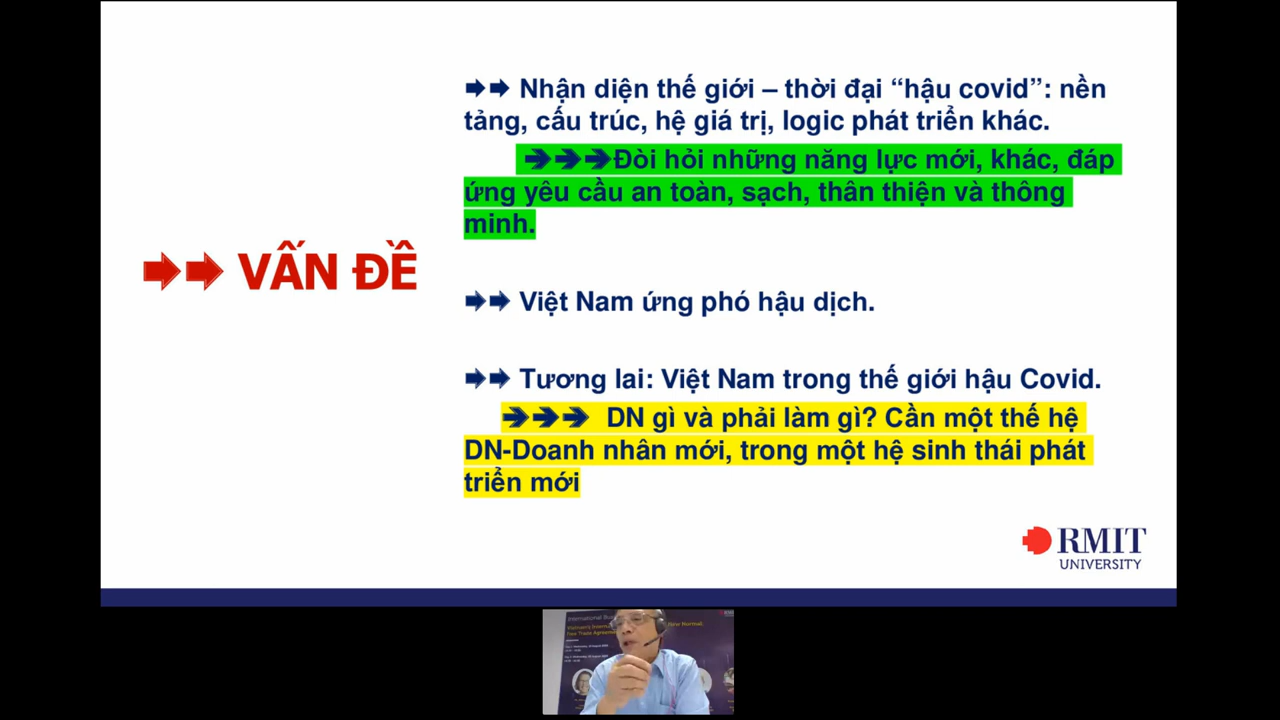 ➡➡ VẤN ĐỀ
➡➡ Nhận diện thế giới – thời đại “hậu covid”: nền
tảng, cấu trúc, hệ giá trị, logic phát triển khác.
➔➔➔Đòi hỏi những năng lực mới, khác, đáp
ứng yêu cầu an toàn, sạch, thân thiện và thông
minh.
➡➡ Việt Nam ứng phó hậu dịch.
➡➡ Tương lai: Việt Nam trong thế giới hậu Covid.
➔➔➔ DN gì và phải làm gì? Cần một thế hệ
DN-Doanh nhân mới, trong một hệ sinh thái phát
triển mới
RMIT
UNIVERSITY
International
New Normal: